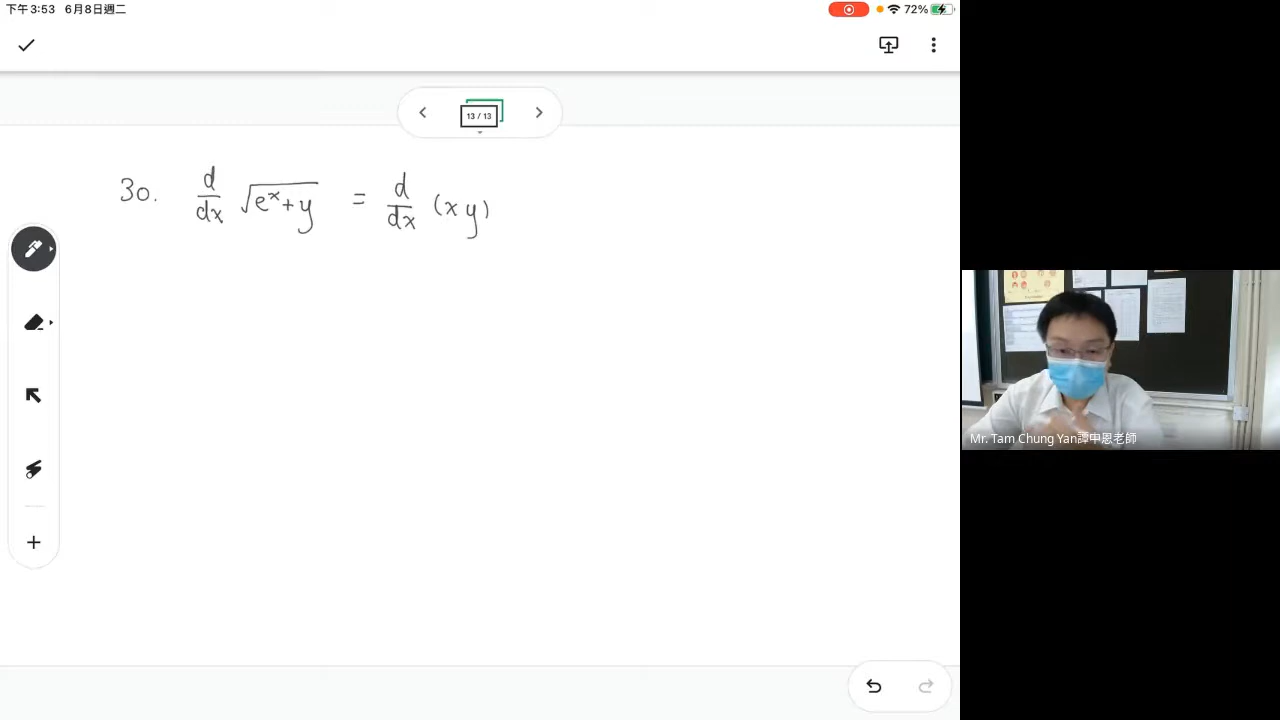 下午3:53 6月8日週二
72%
13 / 13
30. d/dx √(eˣ+y) = d/dx (xy)
Mr. Tam Chung Yan譚中恩老師